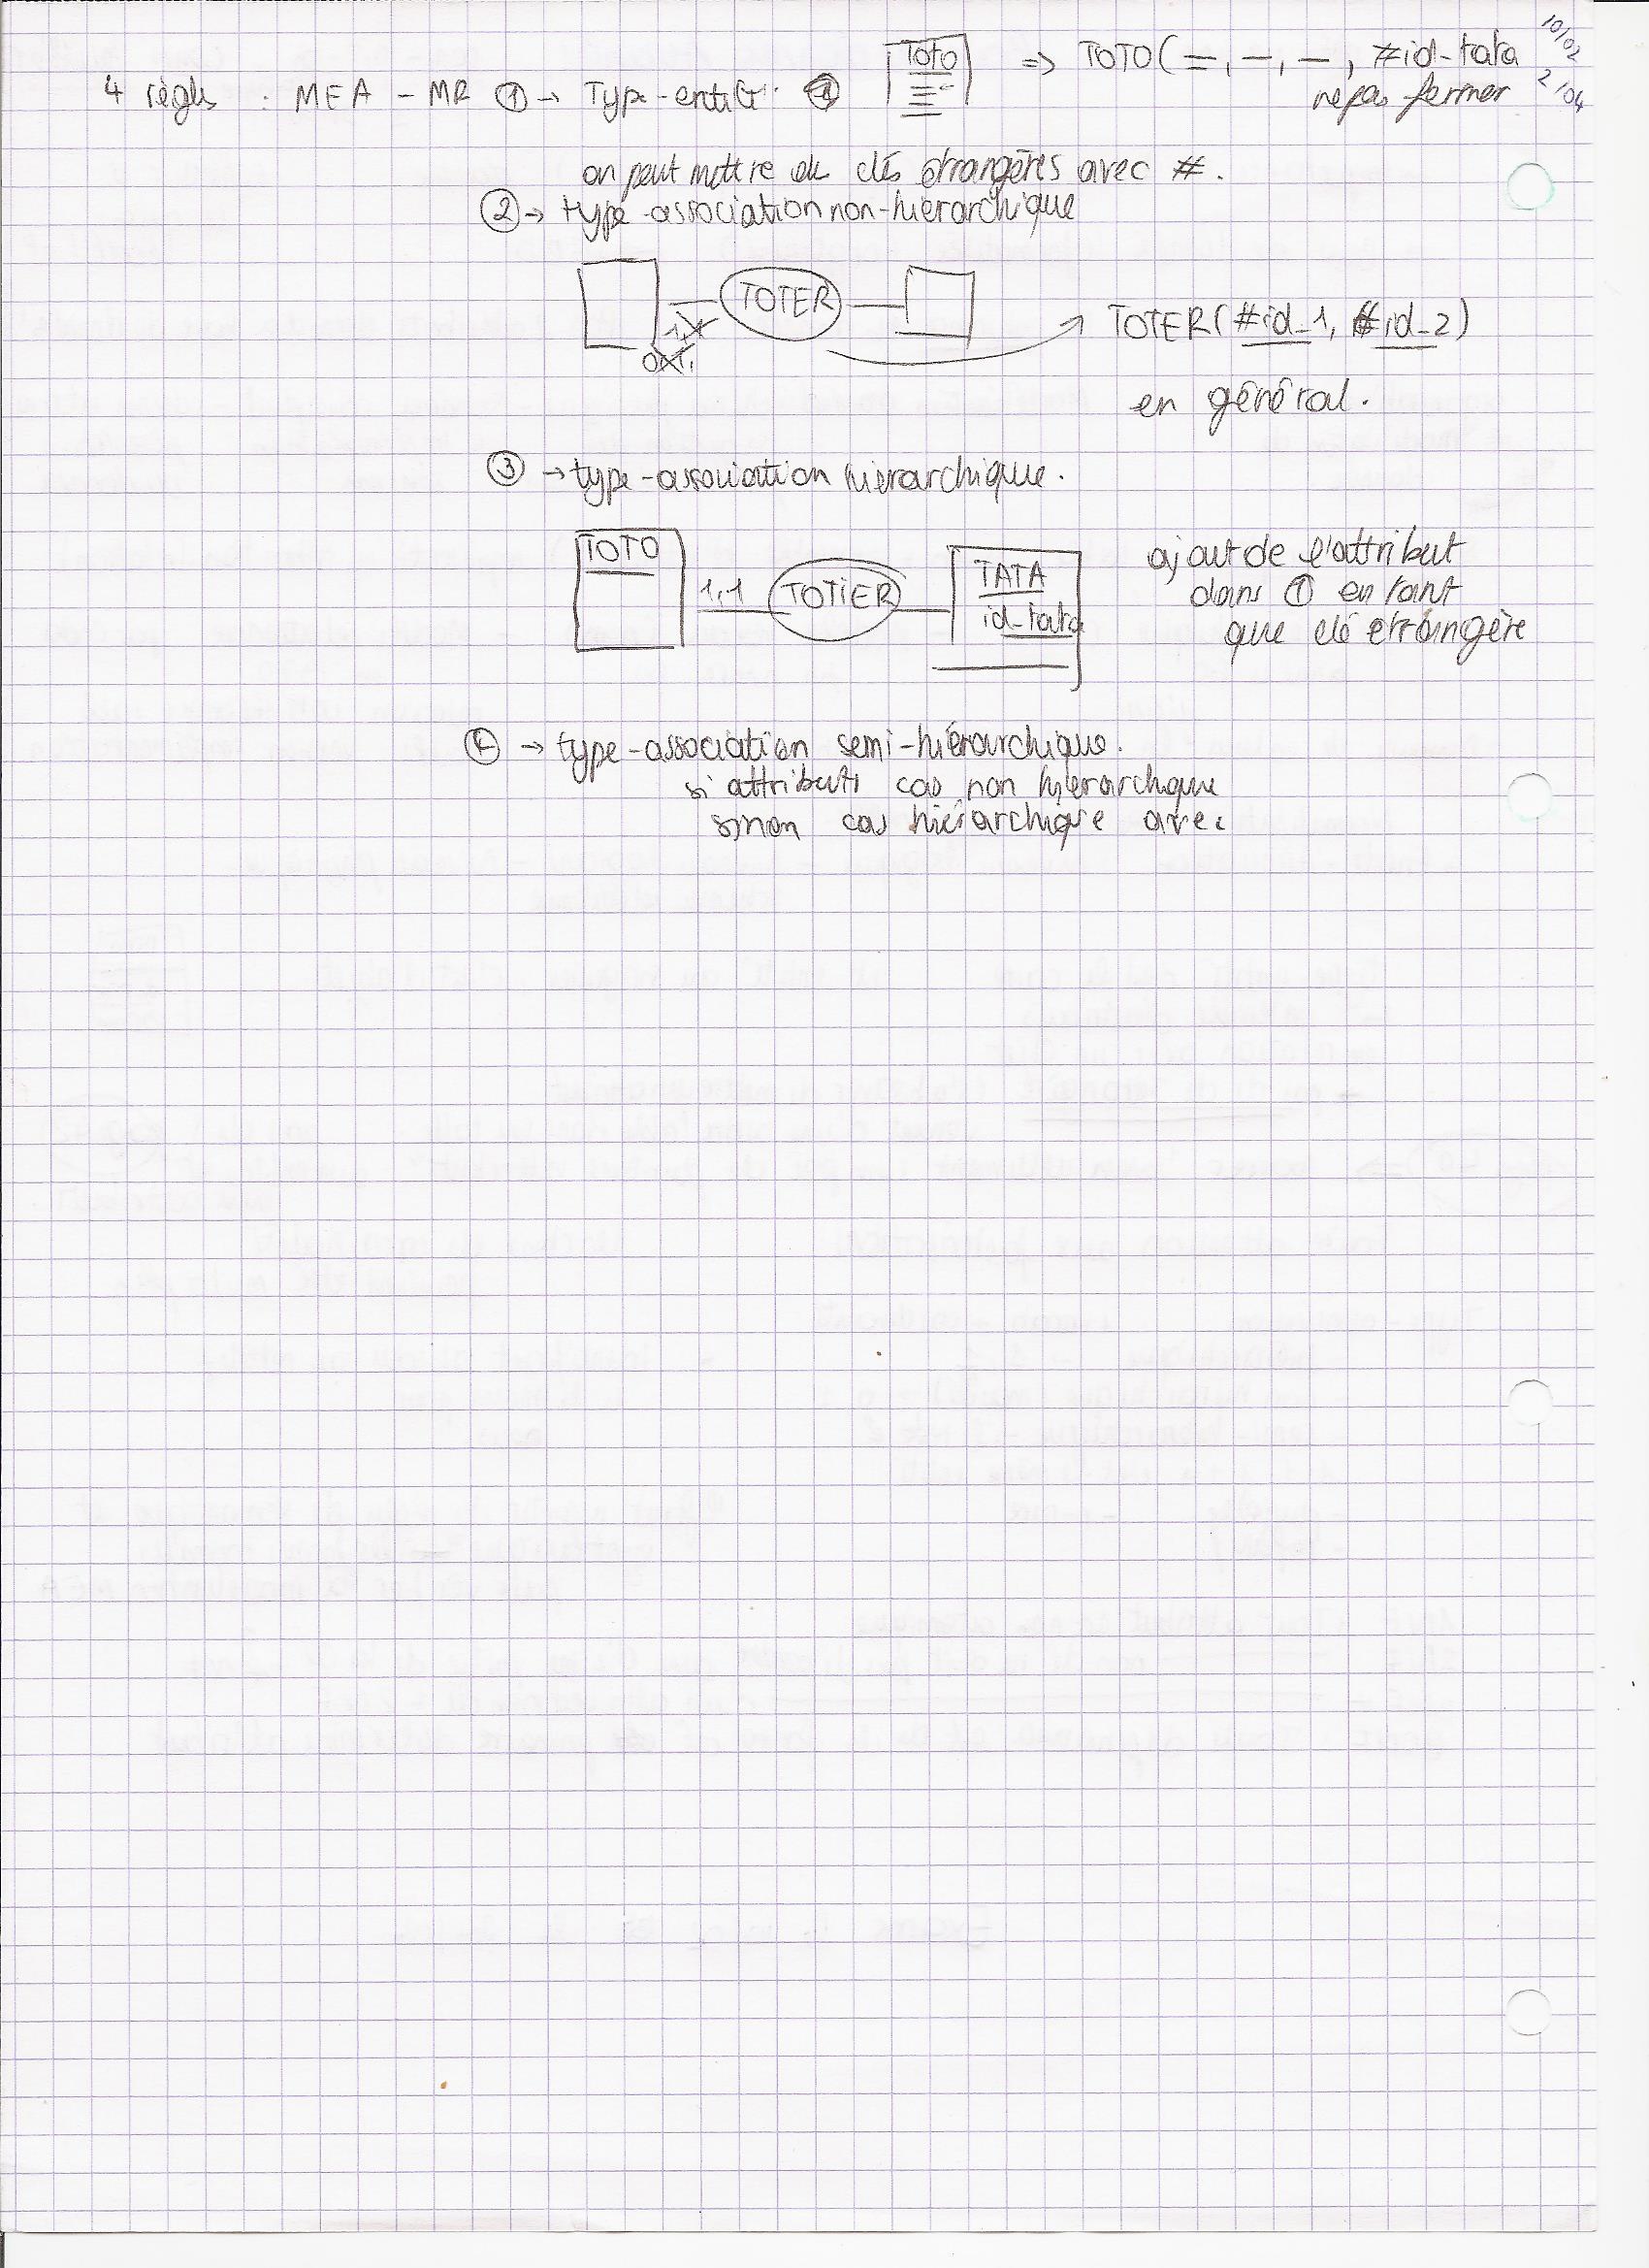 10/02
2/04
4 règles : MEA - MR ① → Type-entité ① Toto => TOTO( =, -, -, #id-tata
ne pas fermer
on peut mettre des clés étrangères avec #.
② → type-association non-hiérarchique
TOTER
1,1
0,1
TOTER(#id_1, #id_2)
en général.
③ → type-association hiérarchique.
TOTO 1,1 TOTIER TATA
id-tata
ajout de l'attribut
dans ① en tant
que clé étrangère
→ type-association semi-hiérarchique.
si attributs cas non hiérarchique
sinon cas hiérarchique avec